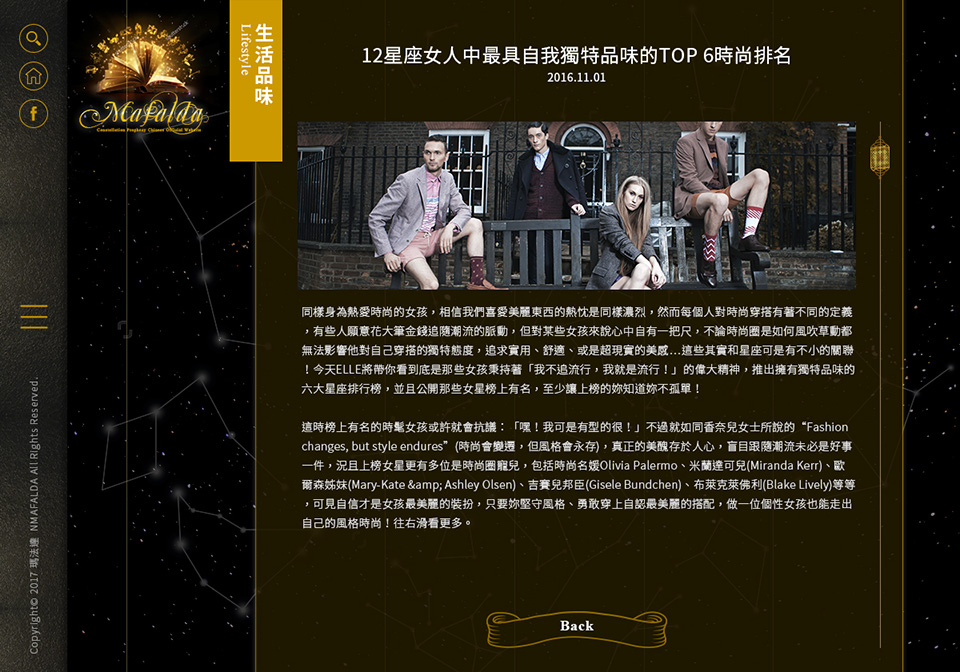 Mafalda
Constellation Prophecy Chinese Official Website
生活品味
Lifestyle
12星座女人中最具自我獨特品味的TOP 6時尚排名
2016.11.01
同樣身為熱愛時尚的女孩，相信我們喜愛美麗東西的熱忱是同樣濃烈，然而每個人對時尚穿搭有著不同的定義
，有些人願意花大筆金錢追隨潮流的脈動，但對某些女孩來說心中自有一把尺，不論時尚圈是如何風吹草動都
無法影響他對自己穿搭的獨特態度，追求實用、舒適、或是超現實的美感...這些其實和星座可是有不小的關聯
！今天ELLE將帶你看到底是那些女孩秉持著「我不追流行，我就是流行！」的偉大精神，推出擁有獨特品味的
六大星座排行榜，並且公開那些女星榜上有名，至少讓上榜的妳知道妳不孤單！
這時榜上有名的時髦女孩或許就會抗議：「嘿！我可是有型的很！」不過就如同香奈兒女士所說的“Fashion
changes, but style endures”(時尚會變遷，但風格會永存)，真正的美醜存於人心，盲目跟隨潮流未必是好事
一件，況且上榜女星更有多位是時尚圈寵兒，包括時尚名媛Olivia Palermo、米蘭達可兒(Miranda Kerr)、歐
爾森姊妹(Mary-Kate &amp; Ashley Olsen)、吉賽兒邦臣(Gisele Bundchen)、布萊克萊佛利(Blake Lively)等等
，可見自信才是女孩最美麗的裝扮，只要妳堅守風格、勇敢穿上自認最美麗的搭配，做一位個性女孩也能走出
自己的風格時尚！往右滑看更多。
Back
Copyright© 2017 瑪法達 NMAFALDA All Rights Reserved.